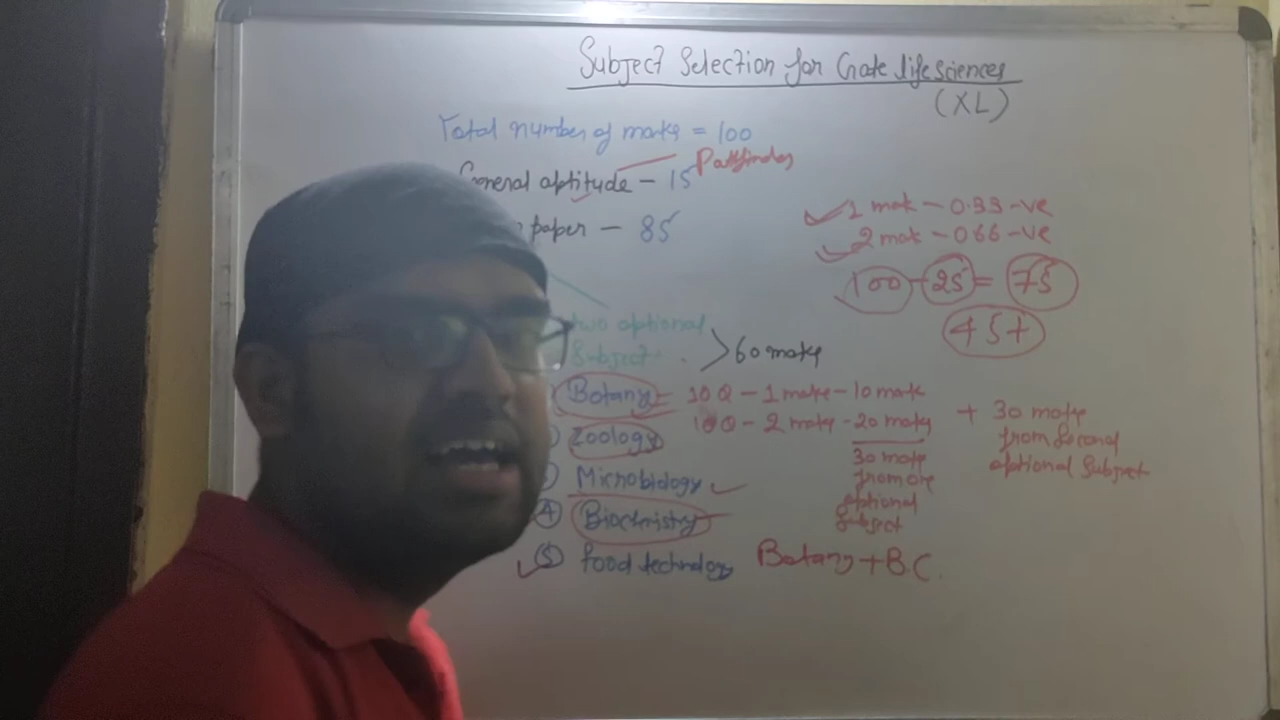 Subject Selection for Gate life sciences
(XL)
Total number of marks = 100
General aptitude - 15
Pathfinder
paper - 85
1 mark - 0.33 -ve
2 mark - 066 -ve
100 - 25 = 75
45+
two optional
Subject
60 marks
Botany = 10 Q - 1 marks - 10 mark
10 Q - 2 marks - 20 marks
30 marks
from one
optional
subject
+ 30 marks
from second
optional subject
Zoology
Microbiology
4 Biochmistry
5 food technology
Botany + B.C.